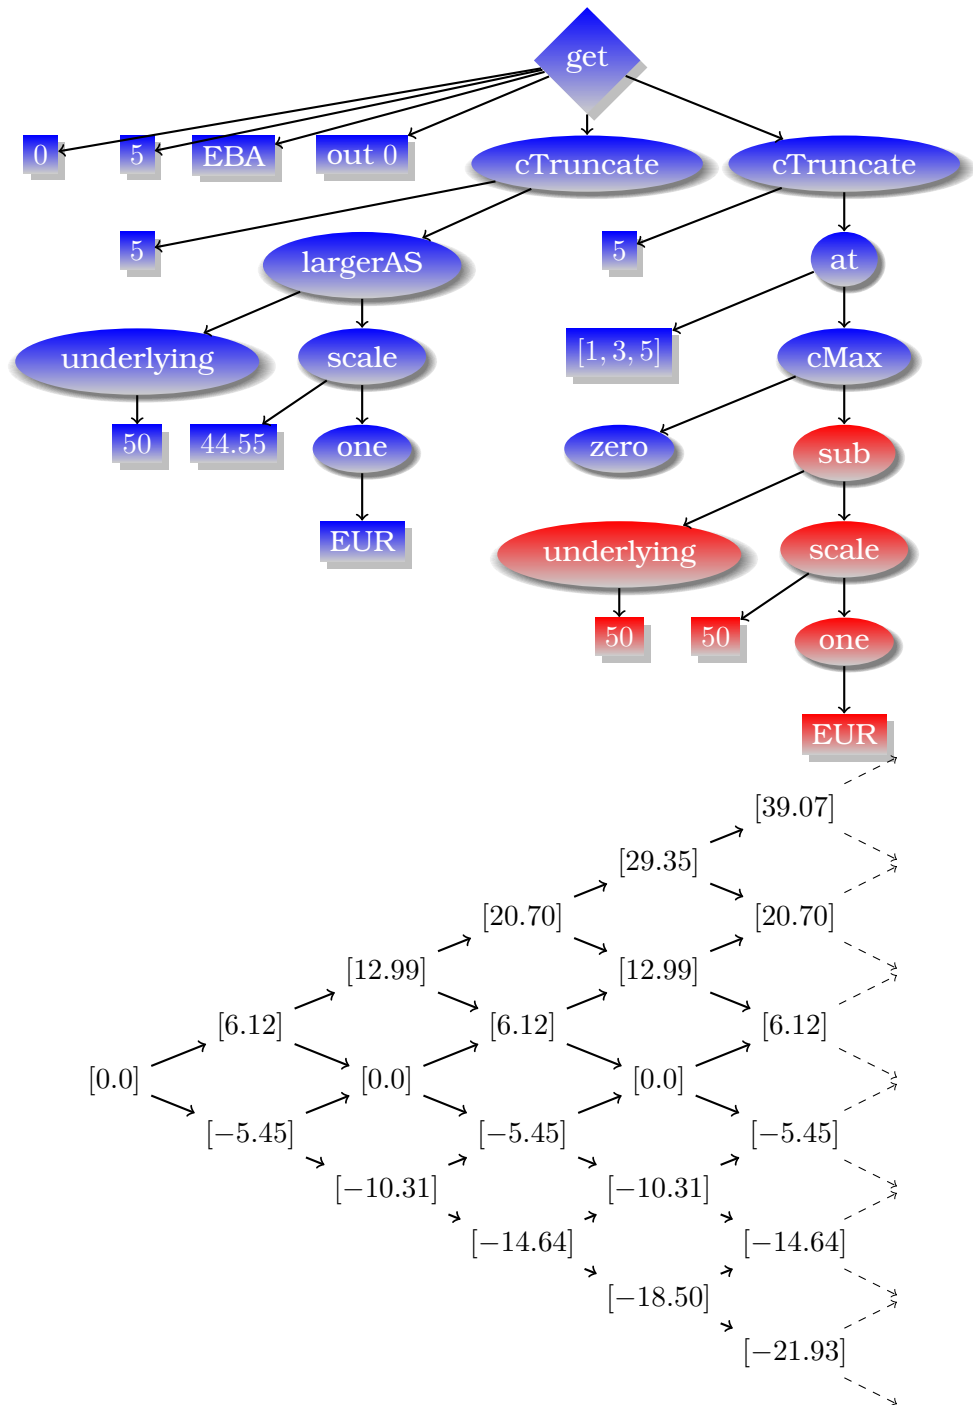 get
0 5 EBA out 0 cTruncate cTruncate
5 largerAS 5 at
underlying scale [1, 3, 5] cMax
50 44.55 one zero sub
EUR underlying scale
50 50 one
EUR
[39.07]
[29.35]
[20.70] [20.70]
[12.99] [12.99]
[6.12] [6.12] [6.12]
[0.0] [0.0] [0.0]
[−5.45] [−5.45] [−5.45]
[−10.31] [−10.31]
[−14.64] [−14.64]
[−18.50]
[−21.93]